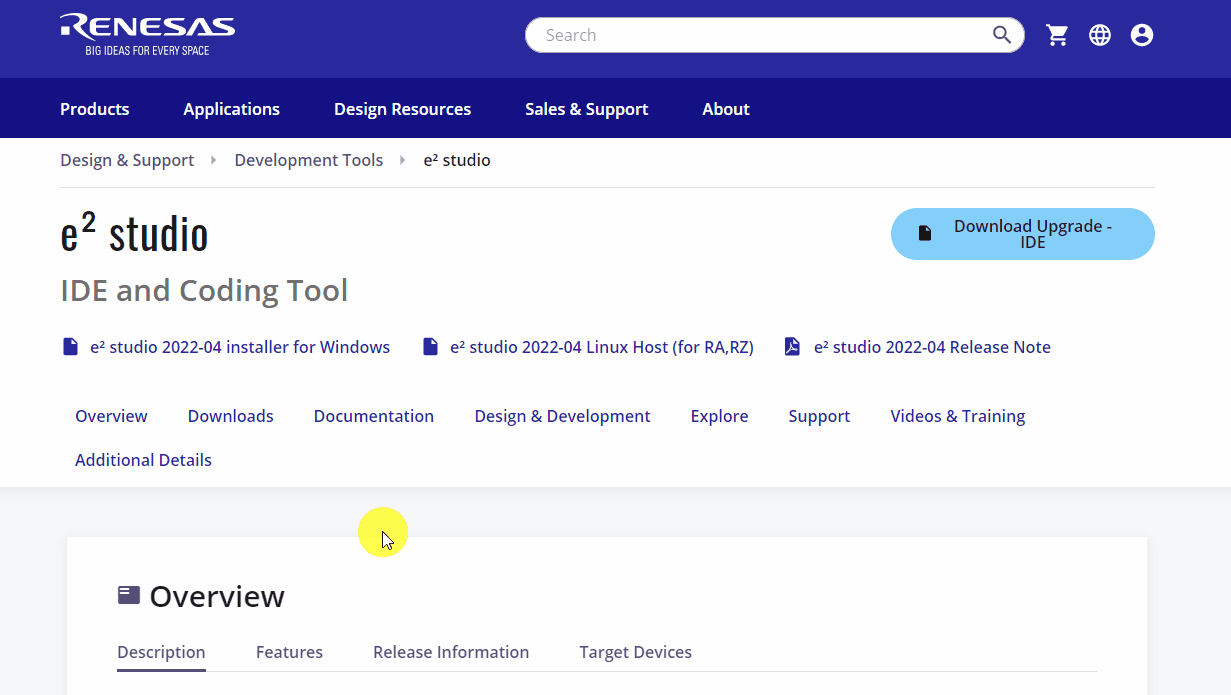 RENESAS
BIG IDEAS FOR EVERY SPACE
Search
Products Applications Design Resources Sales & Support About
Design & Support Development Tools e² studio
e² studio
Download Upgrade -
IDE
IDE and Coding Tool
e² studio 2022-04 installer for Windows e² studio 2022-04 Linux Host (for RA,RZ) e² studio 2022-04 Release Note
Overview Downloads Documentation Design & Development Explore Support Videos & Training
Additional Details
Overview
Description Features Release Information Target Devices